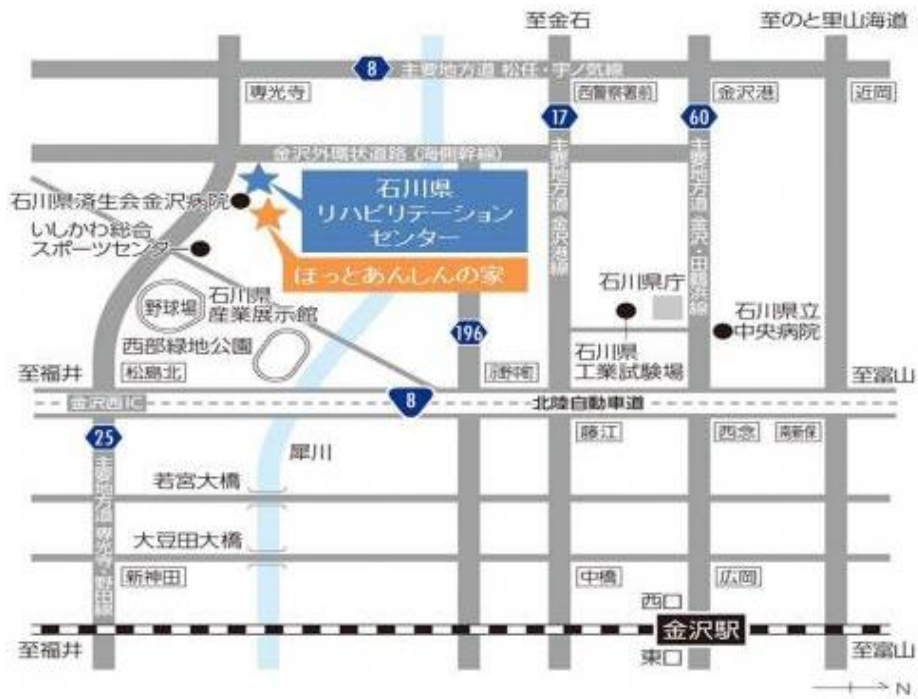 至金石
至のと里山海道
8
主要地方道 松任・宇ノ気線
専光寺
西警察署前
金沢港
近岡
17
60
金沢外環状道路(海側幹線)
主要地方道 金沢港線
主要地方道 金沢・田鶴浜線
石川県済生会金沢病院
石川県
リハビリテーション
センター
いしかわ総合
スポーツセンター
ほっとあんしんの家
野球場
石川県
産業展示館
石川県庁
石川県立
中央病院
西部緑地公園
196
石川県
工業試験場
至福井
松島北
至富山
金沢西IC
8
北陸自動車道
25
藤江
西念
南新保
犀川
主要地方道 専光寺・野田線
若宮大橋
大豆田大橋
新神田
中橋
広岡
西口
金沢駅
至福井
東口
至富山
N